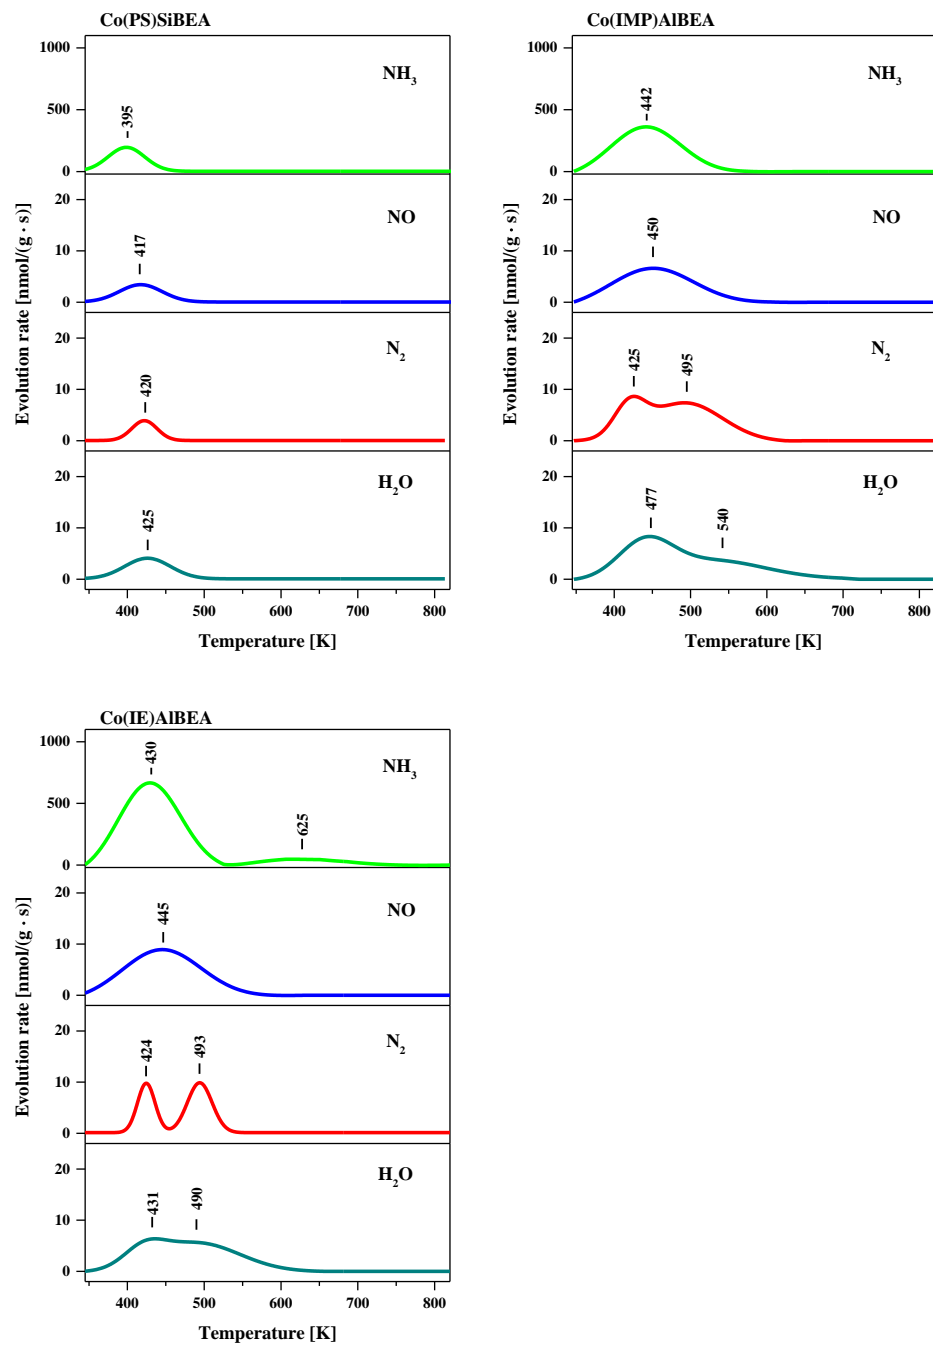 Co(PS)SiBEA
Evolution rate [nmol/(g · s)]
1000
500
0
395
NH3
20
10
0
417
NO
20
10
0
420
N2
20
10
0
425
H2O
400 500 600 700 800
Temperature [K]
Co(IMP)AlBEA
Evolution rate [nmol/(g · s)]
1000
500
0
442
NH3
20
10
0
450
NO
20
10
0
425 495
N2
20
10
0
477 540
H2O
400 500 600 700 800
Temperature [K]
Co(IE)AlBEA
Evolution rate [nmol/(g · s)]
1000
500
0
430 625
NH3
20
10
0
445
NO
20
10
0
424 493
N2
20
10
0
431 490
H2O
400 500 600 700 800
Temperature [K]